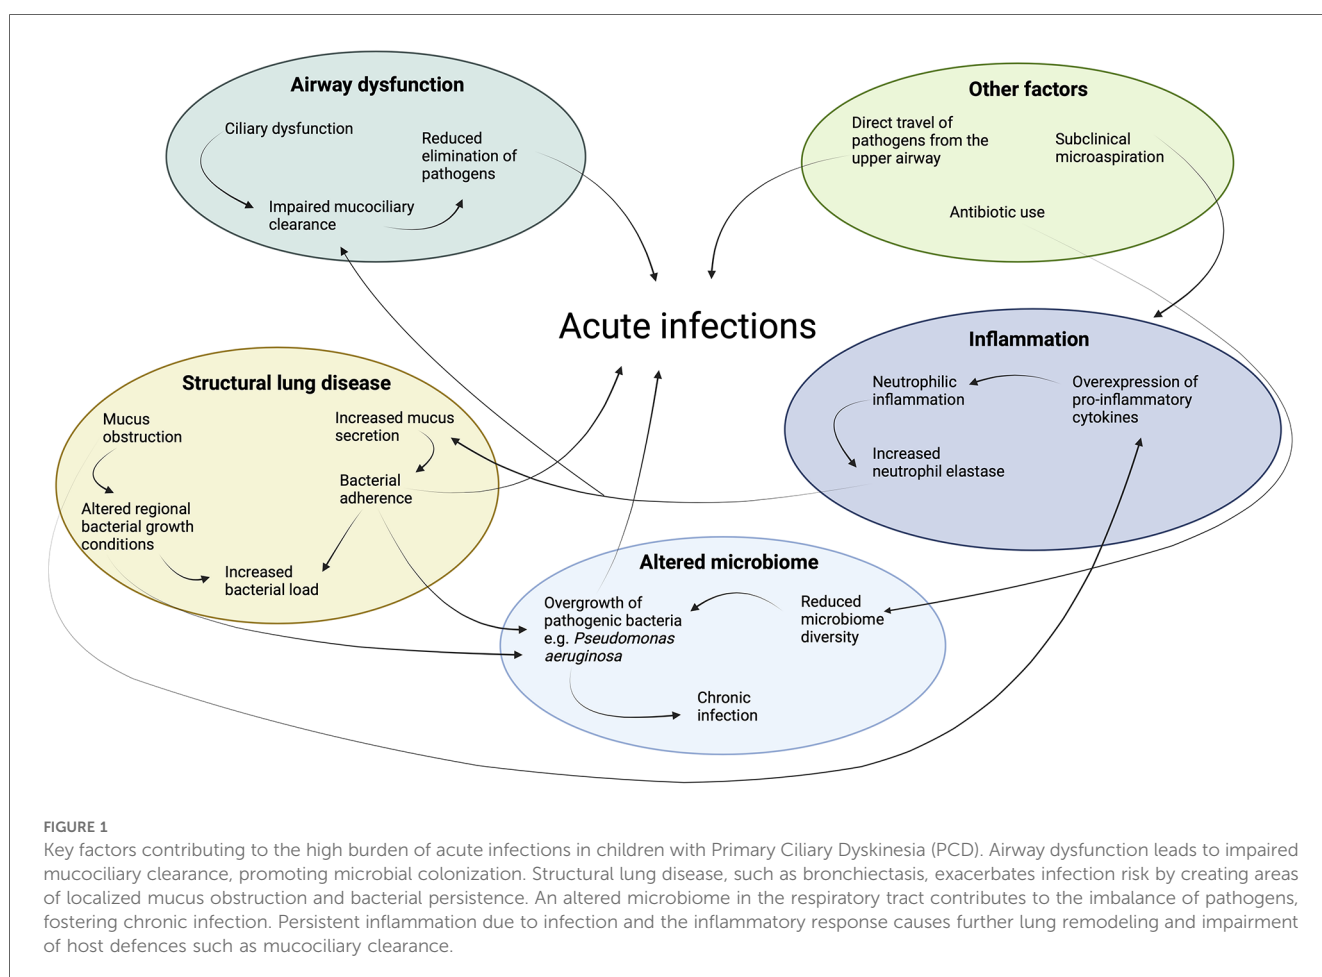 Airway dysfunction
Ciliary dysfunction
Reduced
elimination of
pathogens
Impaired mucociliary
clearance
Other factors
Direct travel of
pathogens from the
upper airway
Subclinical
microaspiration
Antibiotic use
Acute infections
Structural lung disease
Mucus
obstruction
Increased mucus
secretion
Bacterial
adherence
Altered regional
bacterial growth
conditions
Increased
bacterial load
Inflammation
Neutrophilic
inflammation
Overexpression of
pro-inflammatory
cytokines
Increased
neutrophil elastase
Altered microbiome
Overgrowth of
pathogenic bacteria
e.g. Pseudomonas
aeruginosa
Reduced
microbiome
diversity
Chronic
infection
FIGURE 1
Key factors contributing to the high burden of acute infections in children with Primary Ciliary Dyskinesia (PCD). Airway dysfunction leads to impaired
mucociliary clearance, promoting microbial colonization. Structural lung disease, such as bronchiectasis, exacerbates infection risk by creating areas
of localized mucus obstruction and bacterial persistence. An altered microbiome in the respiratory tract contributes to the imbalance of pathogens,
fostering chronic infection. Persistent inflammation due to infection and the inflammatory response causes further lung remodeling and impairment
of host defences such as mucociliary clearance.